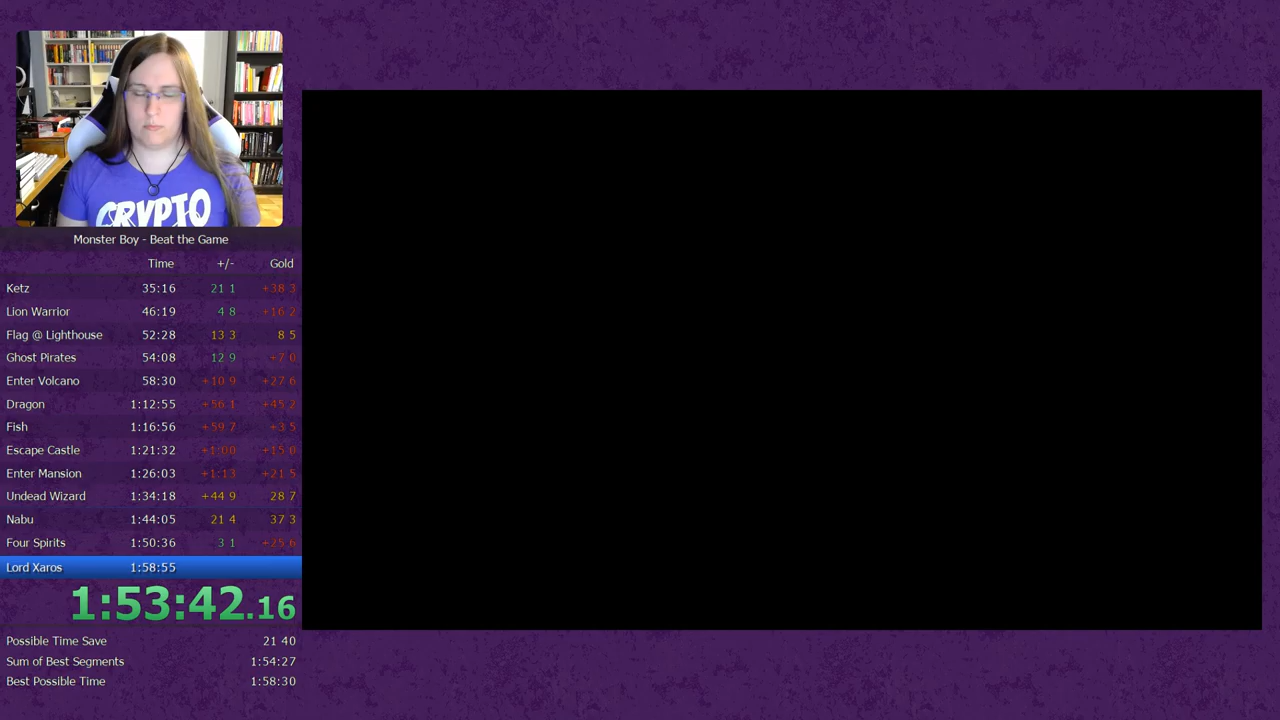 CRYPTO
Monster Boy - Beat the Game
Time +/- Gold
Ketz 35:16 21 1 +38 3
Lion Warrior 46:19 4 8 +16 2
Flag @ Lighthouse 52:28 13 3 8 5
Ghost Pirates 54:08 12 9 +7 0
Enter Volcano 58:30 +10 9 +27 6
Dragon 1:12:55 +56 1 +45 2
Fish 1:16:56 +59 7 +3 5
Escape Castle 1:21:32 +1:00 +15 0
Enter Mansion 1:26:03 +1:13 +21 5
Undead Wizard 1:34:18 +44 9 28 7
Nabu 1:44:05 21 4 37 3
Four Spirits 1:50:36 3 1 +25 6
Lord Xaros 1:58:55
1:53:42.16
Possible Time Save 21 40
Sum of Best Segments 1:54:27
Best Possible Time 1:58:30